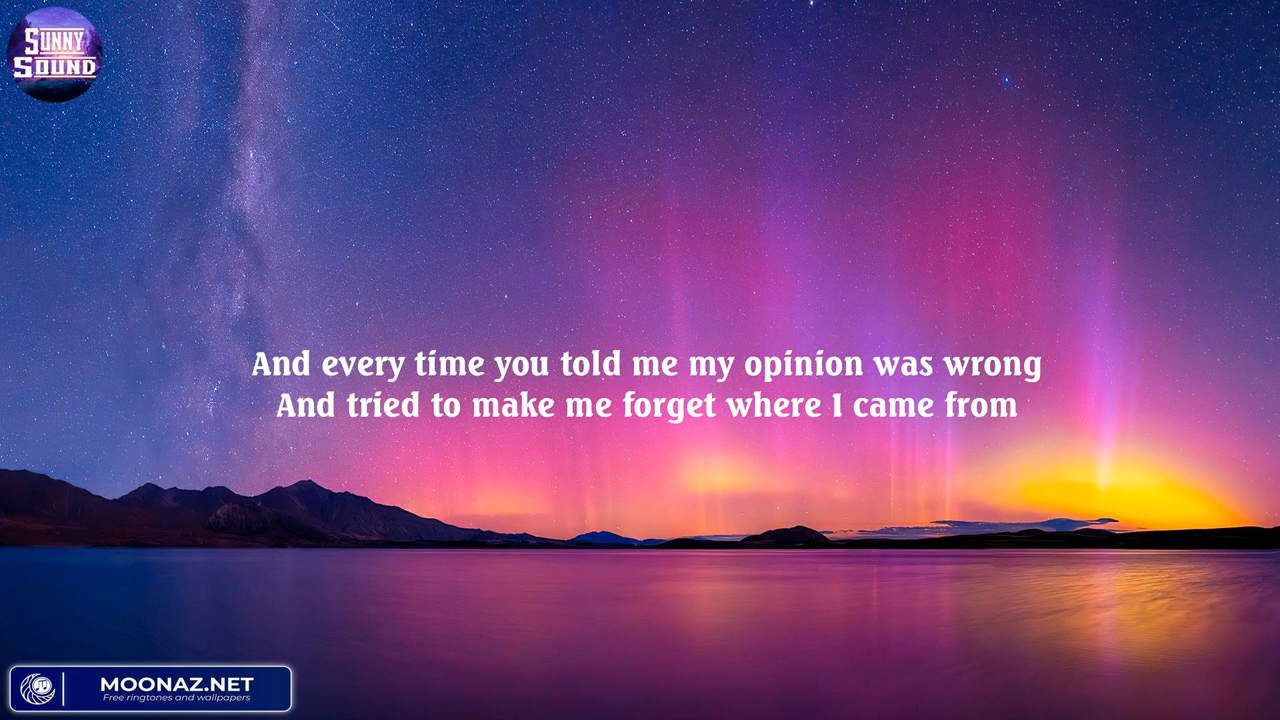 SUNNY
SOUND
And every time you told me my opinion was wrong
And tried to make me forget where I came from
MOONAZ.NET
Free ringtones and wallpapers